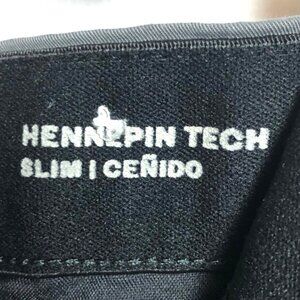 HENNEPIN TECH
SLIM | CEÑIDO